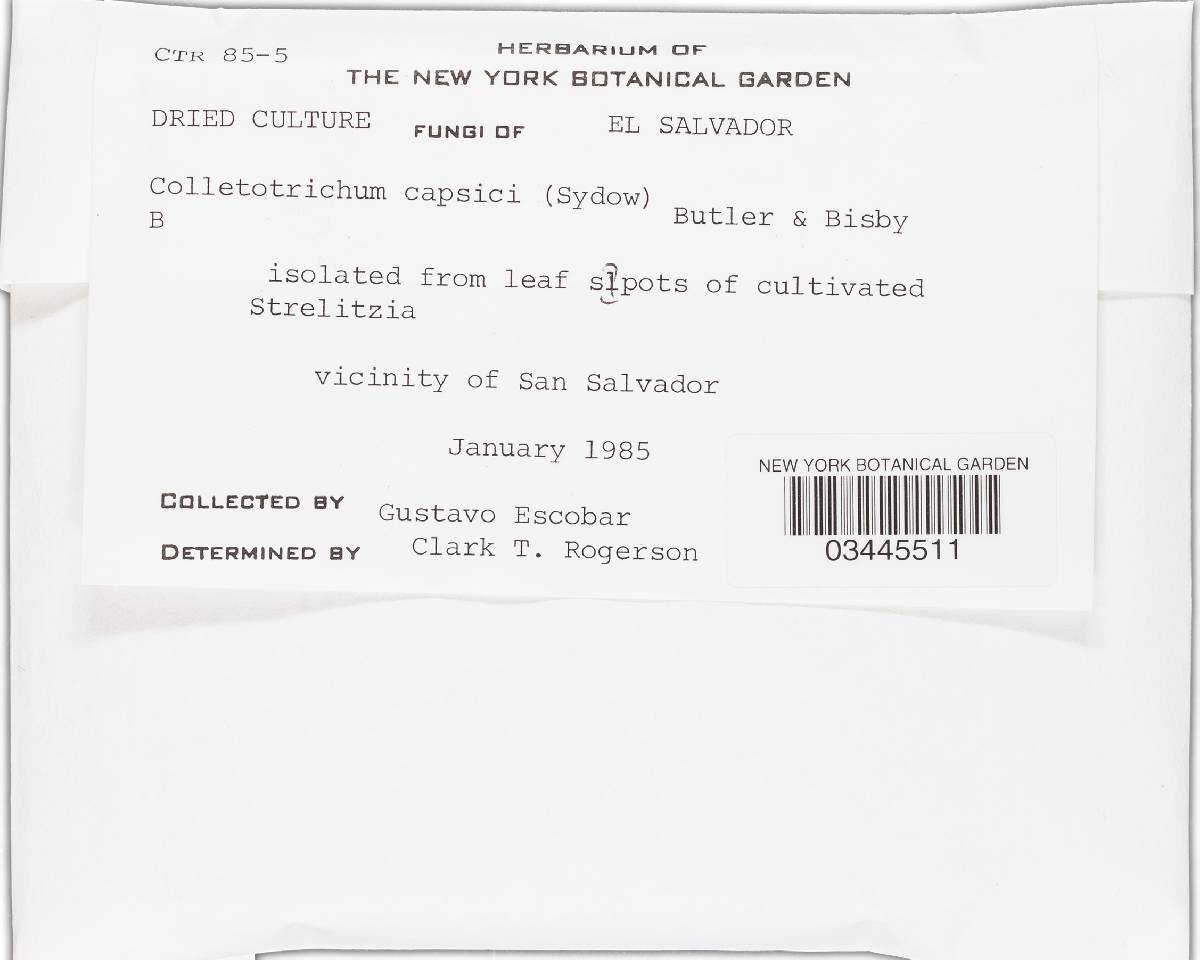 CTR 85-5
HERBARIUM OF
THE NEW YORK BOTANICAL GARDEN
DRIED CULTURE FUNGI OF EL SALVADOR
Colletotrichum capsici (Sydow)
B Butler & Bisby
isolated from leaf slpots of cultivated
Strelitzia
vicinity of San Salvador
January 1985
NEW YORK BOTANICAL GARDEN
03445511
COLLECTED BY Gustavo Escobar
DETERMINED BY Clark T. Rogerson